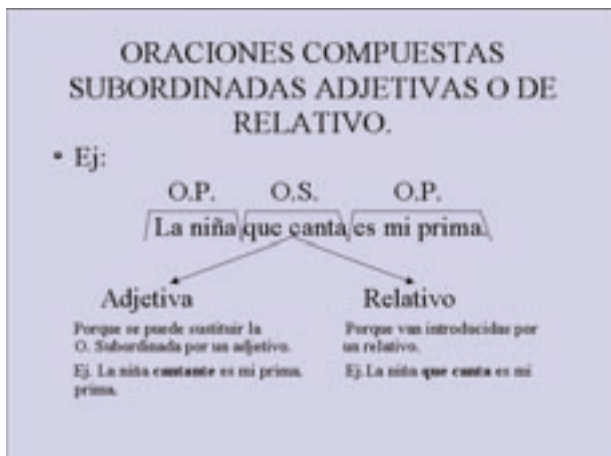 ORACIONES COMPUESTAS
SUBORDINADAS ADJETIVAS O DE
RELATIVO.
• Ej:
O.P. O.S. O.P.
La niña que canta es mi prima.
Adjetiva
Porque se puede sustituir la
O. Subordinada por un adjetivo.
Ej. La niña cantante es mi prima.
prima.
Relativo
Porque van introducidas por
un relativo.
Ej.La niña que canta es mi